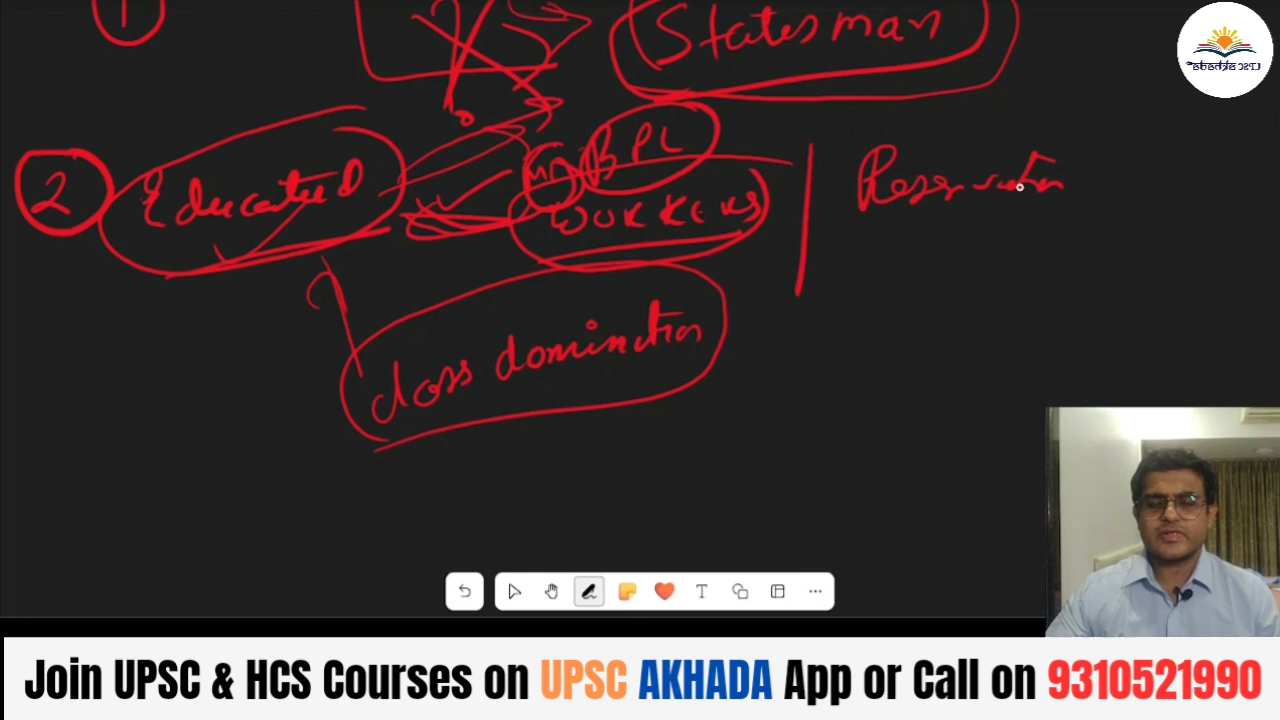 1
Statesman
2 Educated BPL
workers
Reservation
class domination
Join UPSC & HCS Courses on UPSC AKHADA App or Call on 9310521990